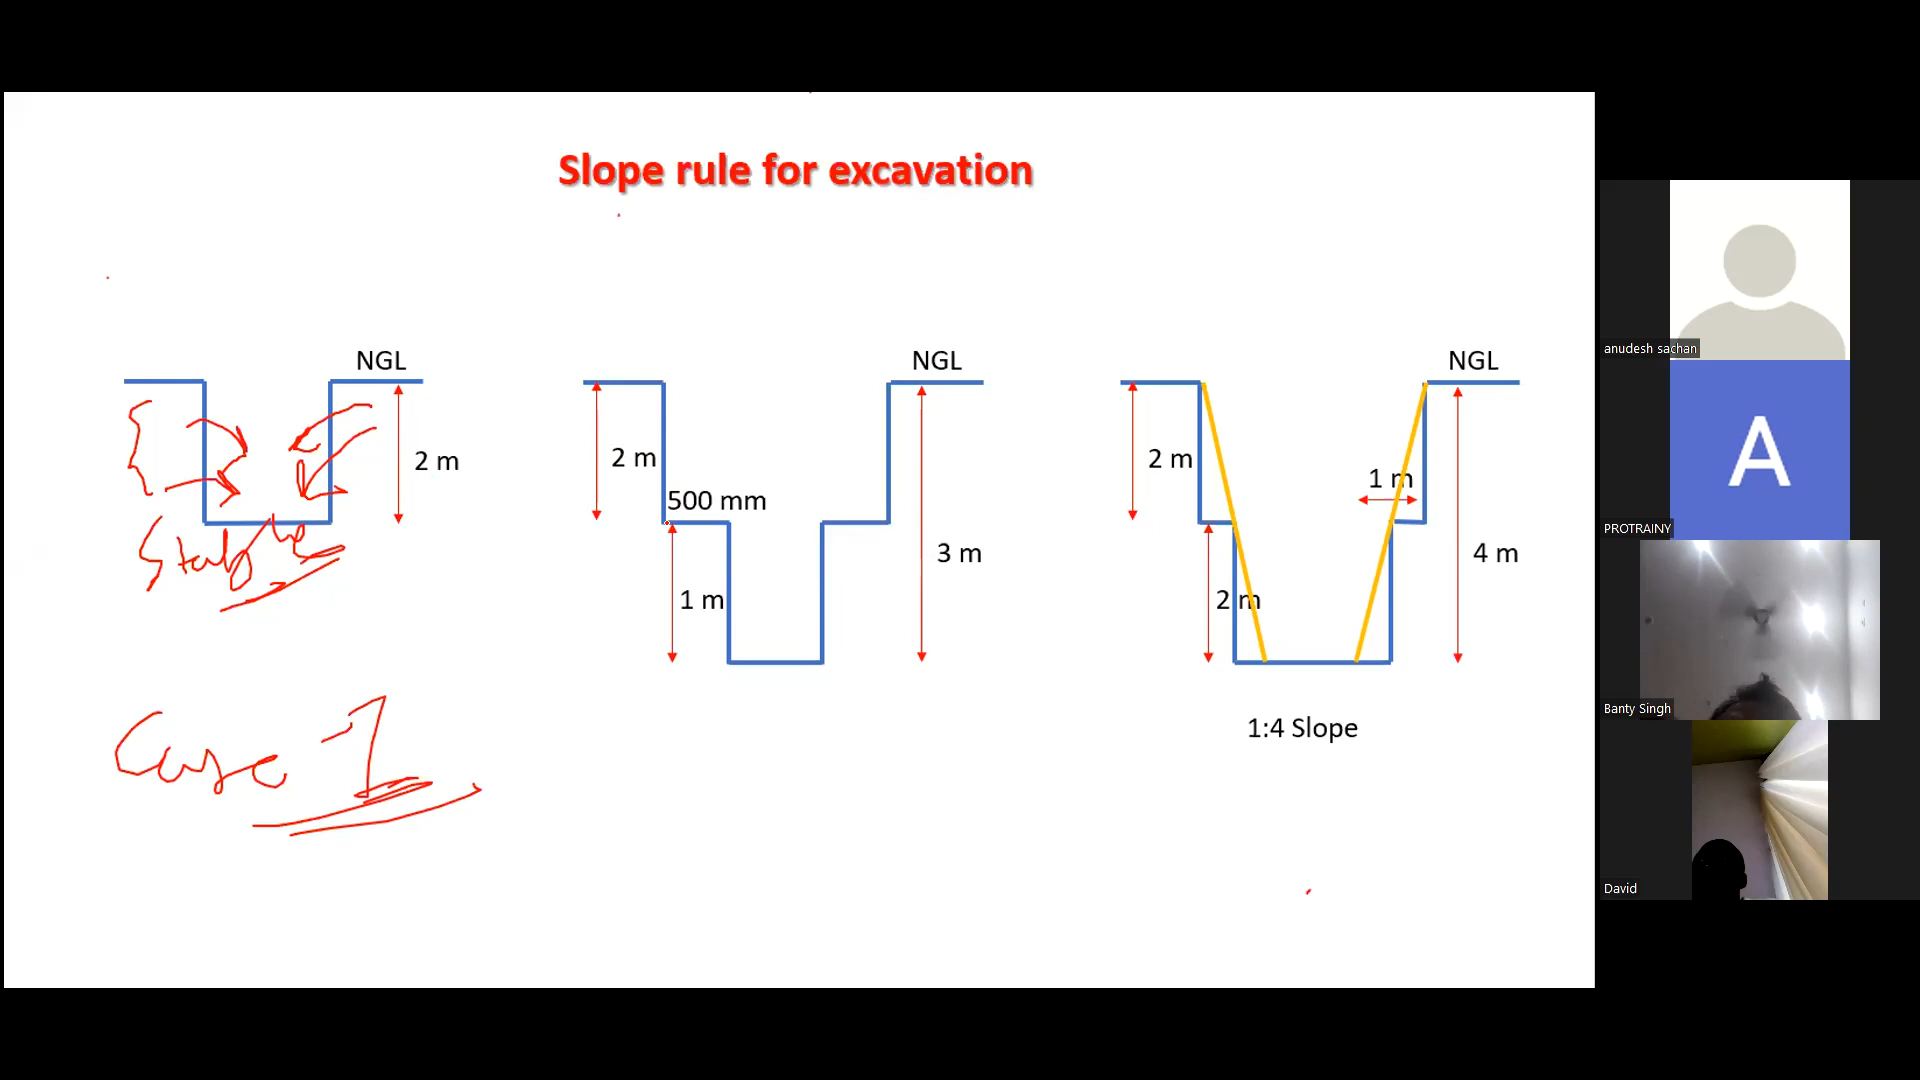 Slope rule for excavation
NGL
2 m
Stable
Case 1
NGL
2 m
500 mm
1 m
3 m
NGL
2 m
1 m
2 m
4 m
1:4 Slope
anudesh sachan
A
PROTRAINY
Banty Singh
David